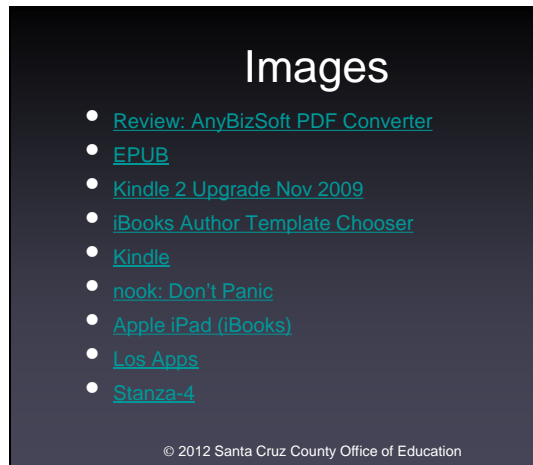 Images
• Review: AnyBizSoft PDF Converter
• EPUB
• Kindle 2 Upgrade Nov 2009
• iBooks Author Template Chooser
• Kindle
• nook: Don't Panic
• Apple iPad (iBooks)
• Los Apps
• Stanza-4
© 2012 Santa Cruz County Office of Education